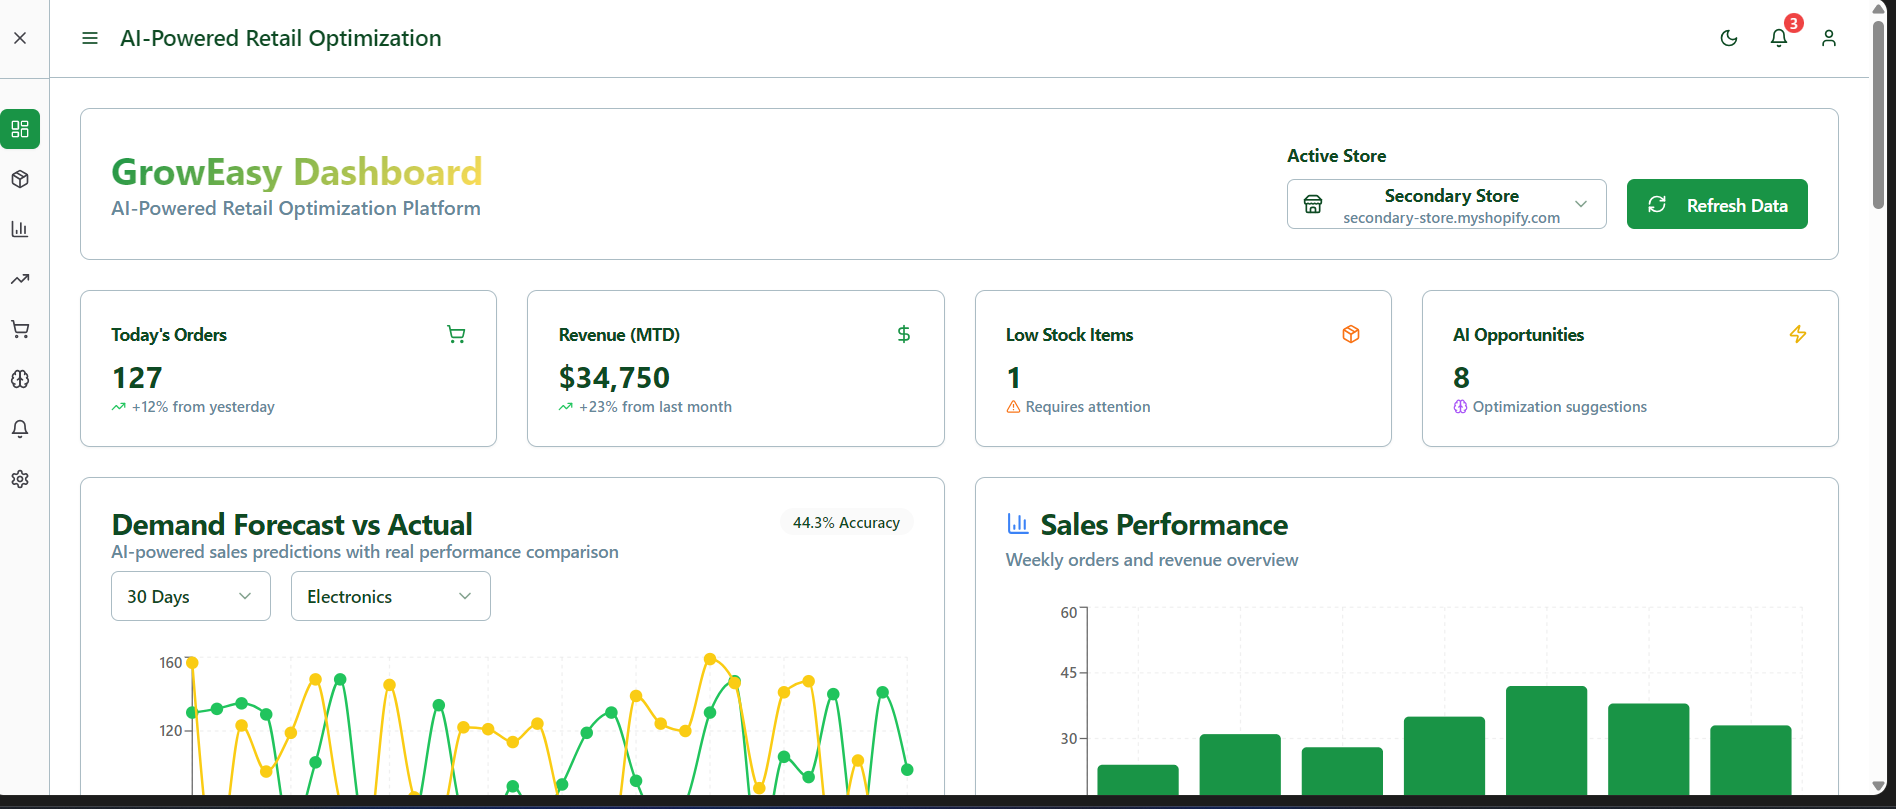 AI-Powered Retail Optimization
3
GrowEasy Dashboard
AI-Powered Retail Optimization Platform
Active Store
Secondary Store
secondary-store.myshopify.com
Refresh Data
Today's Orders
127
+12% from yesterday
Revenue (MTD)
$34,750
+23% from last month
Low Stock Items
1
Requires attention
AI Opportunities
8
Optimization suggestions
Demand Forecast vs Actual
44.3% Accuracy
AI-powered sales predictions with real performance comparison
30 Days
Electronics
160
120
Sales Performance
Weekly orders and revenue overview
60
45
30